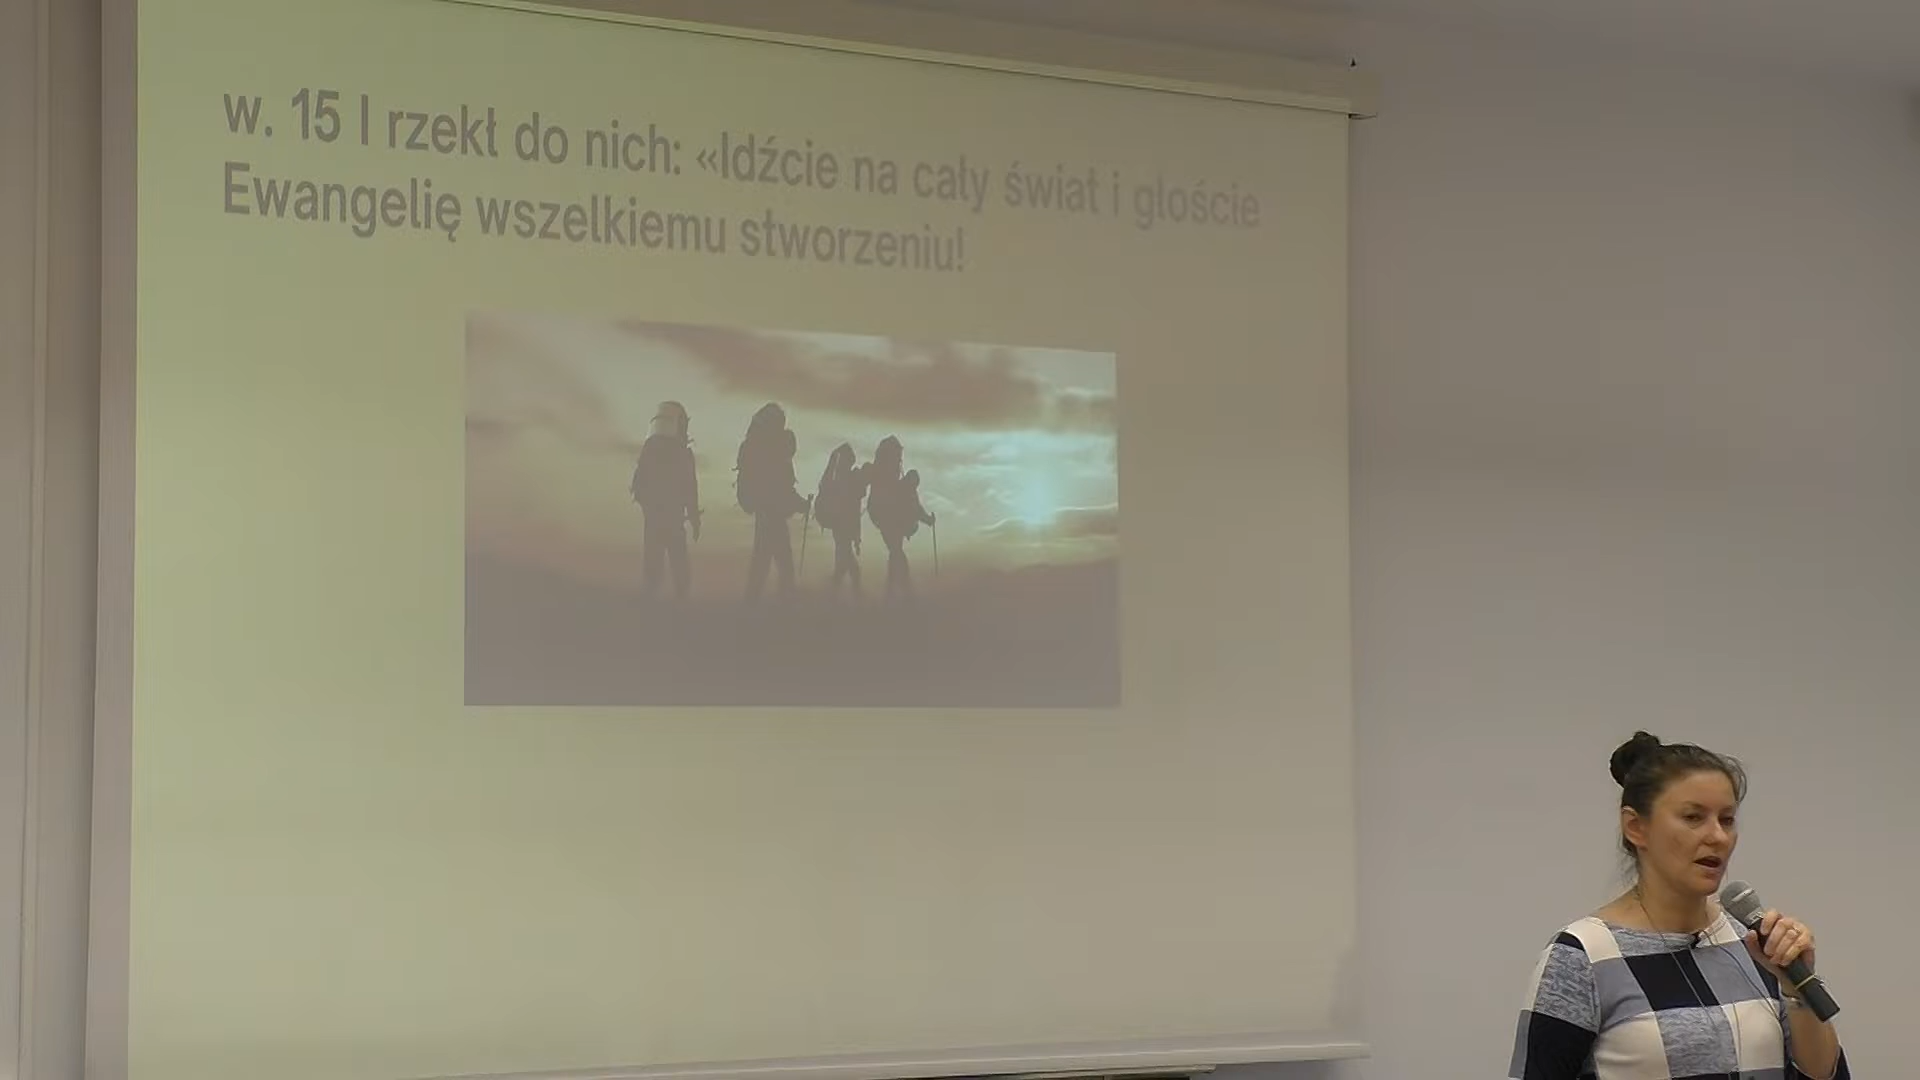 w. 15 I rzekł do nich: «Idźcie na cały świat i głoście
Ewangelię wszelkiemu stworzeniu!